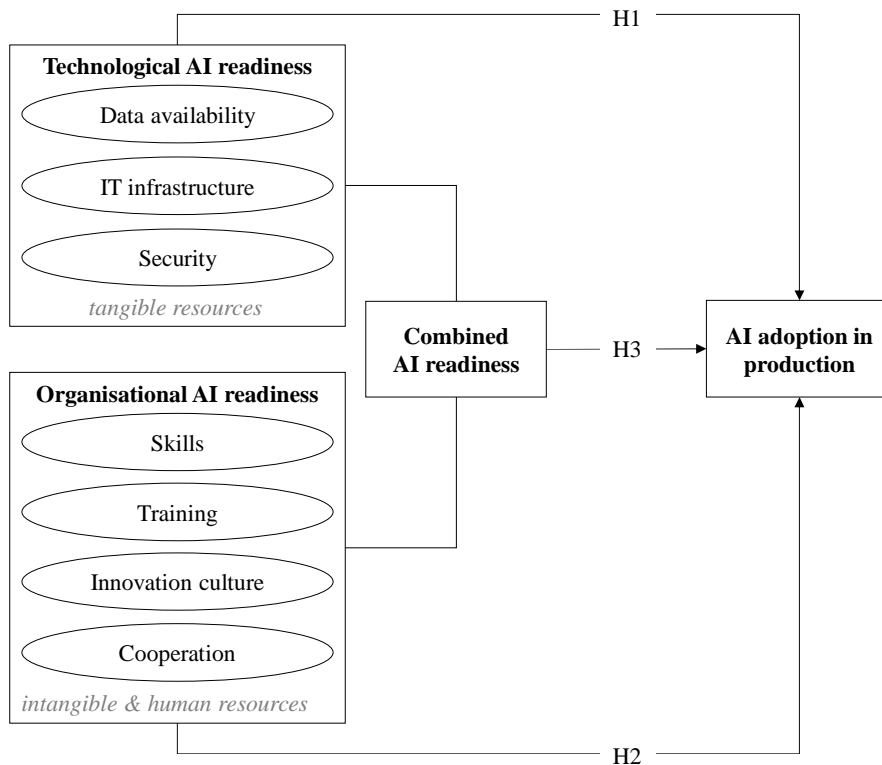 H1
Technological AI readiness
Data availability
IT infrastructure
Security
tangible resources
Combined
AI readiness
H3
AI adoption in
production
Organisational AI readiness
Skills
Training
Innovation culture
Cooperation
intangible & human resources
H2